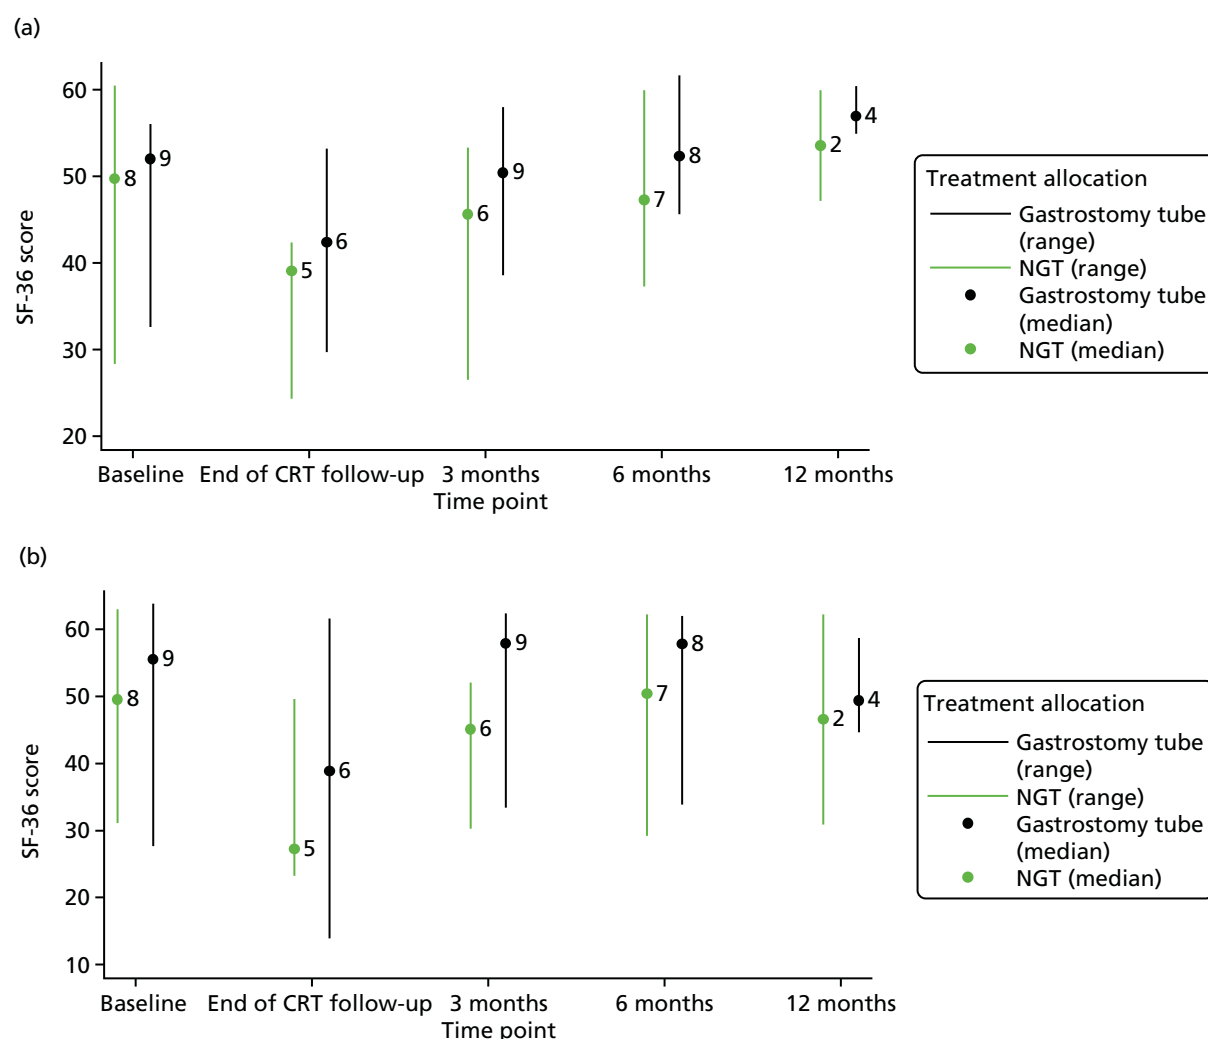 (a)
60
50
40
30
20
SF-36 score
8
9
5
6
6
9
7
8
2
4
Baseline
End of CRT follow-up
3 months
6 months
12 months
Time point
Treatment allocation
Gastrostomy tube
(range)
NGT (range)
Gastrostomy tube
(median)
NGT (median)
(b)
60
50
40
30
20
10
SF-36 score
8
9
5
6
6
9
7
8
2
4
Baseline
End of CRT follow-up
3 months
6 months
12 months
Time point
Treatment allocation
Gastrostomy tube
(range)
NGT (range)
Gastrostomy tube
(median)
NGT (median)